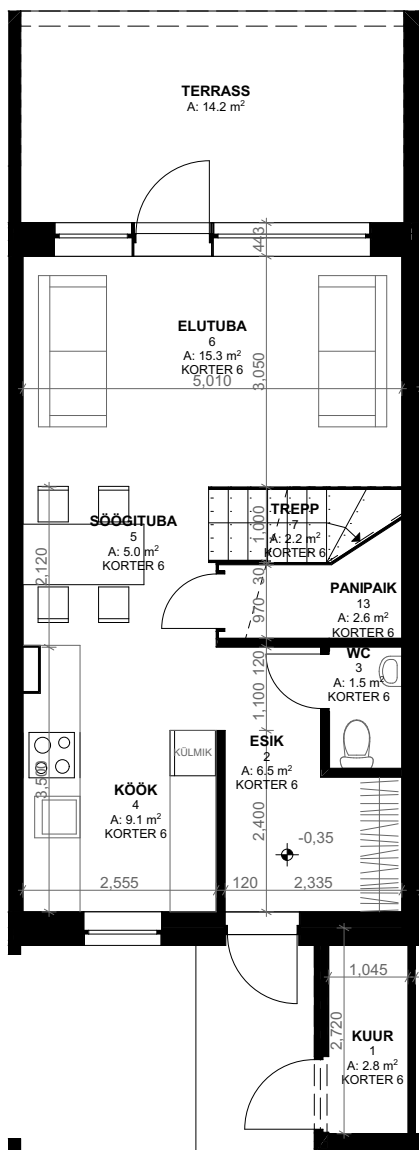 TERRASS
A: 14.2 m²
443
ELUTUBA
6
A: 15.3 m²
KORTER 6
5,010
3,050
SÖÖGITUBA
5
A: 5.0 m²
KORTER 6
2,120
TREPP
7
A: 2.2 m²
KORTER 6
1,000
30
PANIPAIK
13
A: 2.6 m²
KORTER 6
970
120
WC
3
A: 1.5 m²
KORTER 6
1,100
ESIK
2
A: 6.5 m²
KORTER 6
KÜLMIK
KÖÖK
4
A: 9.1 m²
KORTER 6
2,400
-0,35
2,555
120
2,335
1,045
2,720
KUUR
1
A: 2.8 m²
KORTER 6